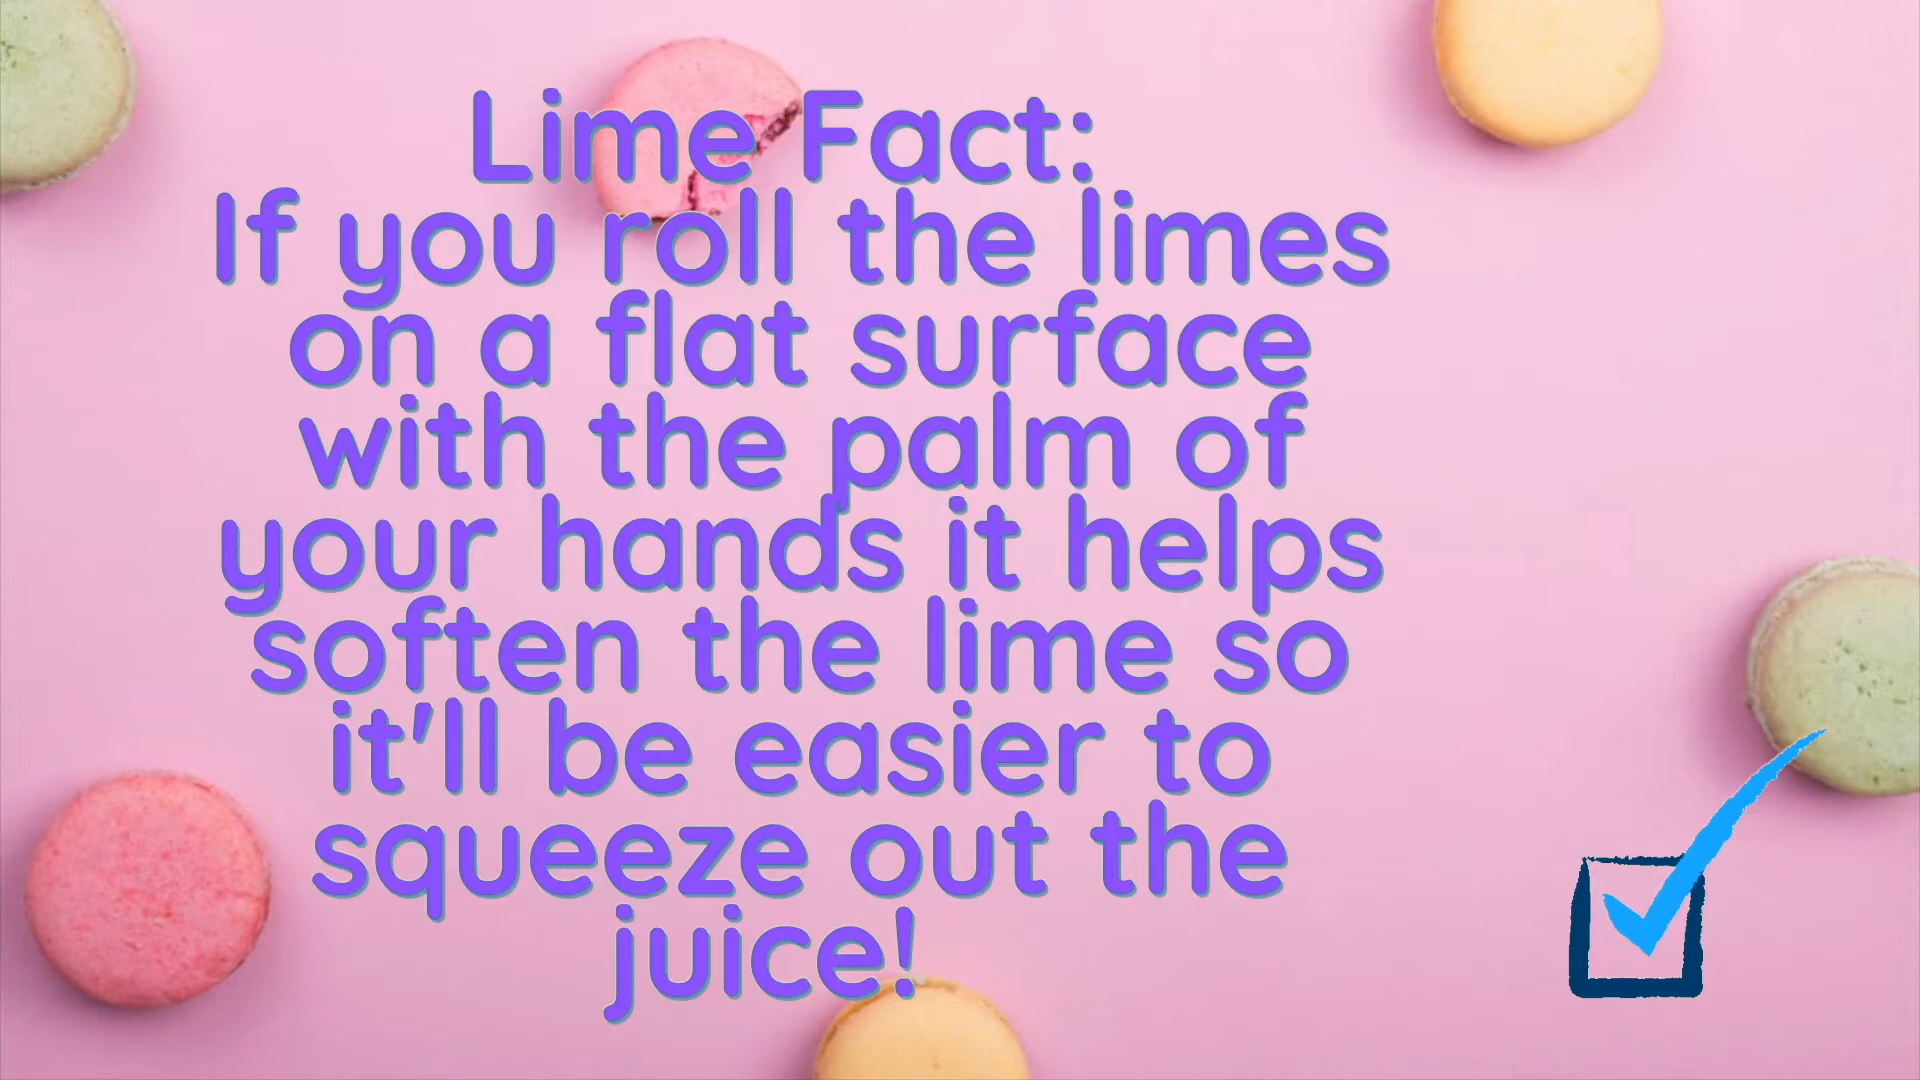 Lime Fact:
If you roll the limes
on a flat surface
with the palm of
your hands it helps
soften the lime so
it'll be easier to
squeeze out the
juice!